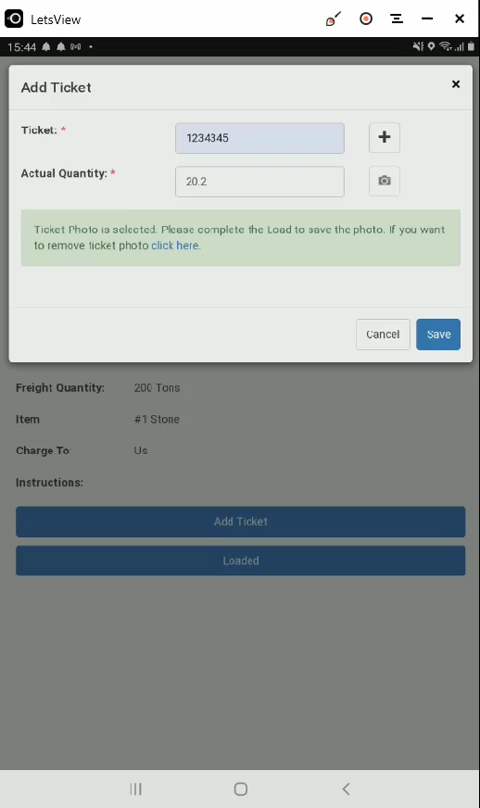 LetsView
15:44
Add Ticket
Ticket: *
1234345
Actual Quantity: *
20.2
Ticket Photo is selected. Please complete the Load to save the photo. If you want
to remove ticket photo click here.
Cancel
Save
Freight Quantity:
200 Tons
Item
#1 Stone
Charge To:
Us
Instructions:
Add Ticket
Loaded